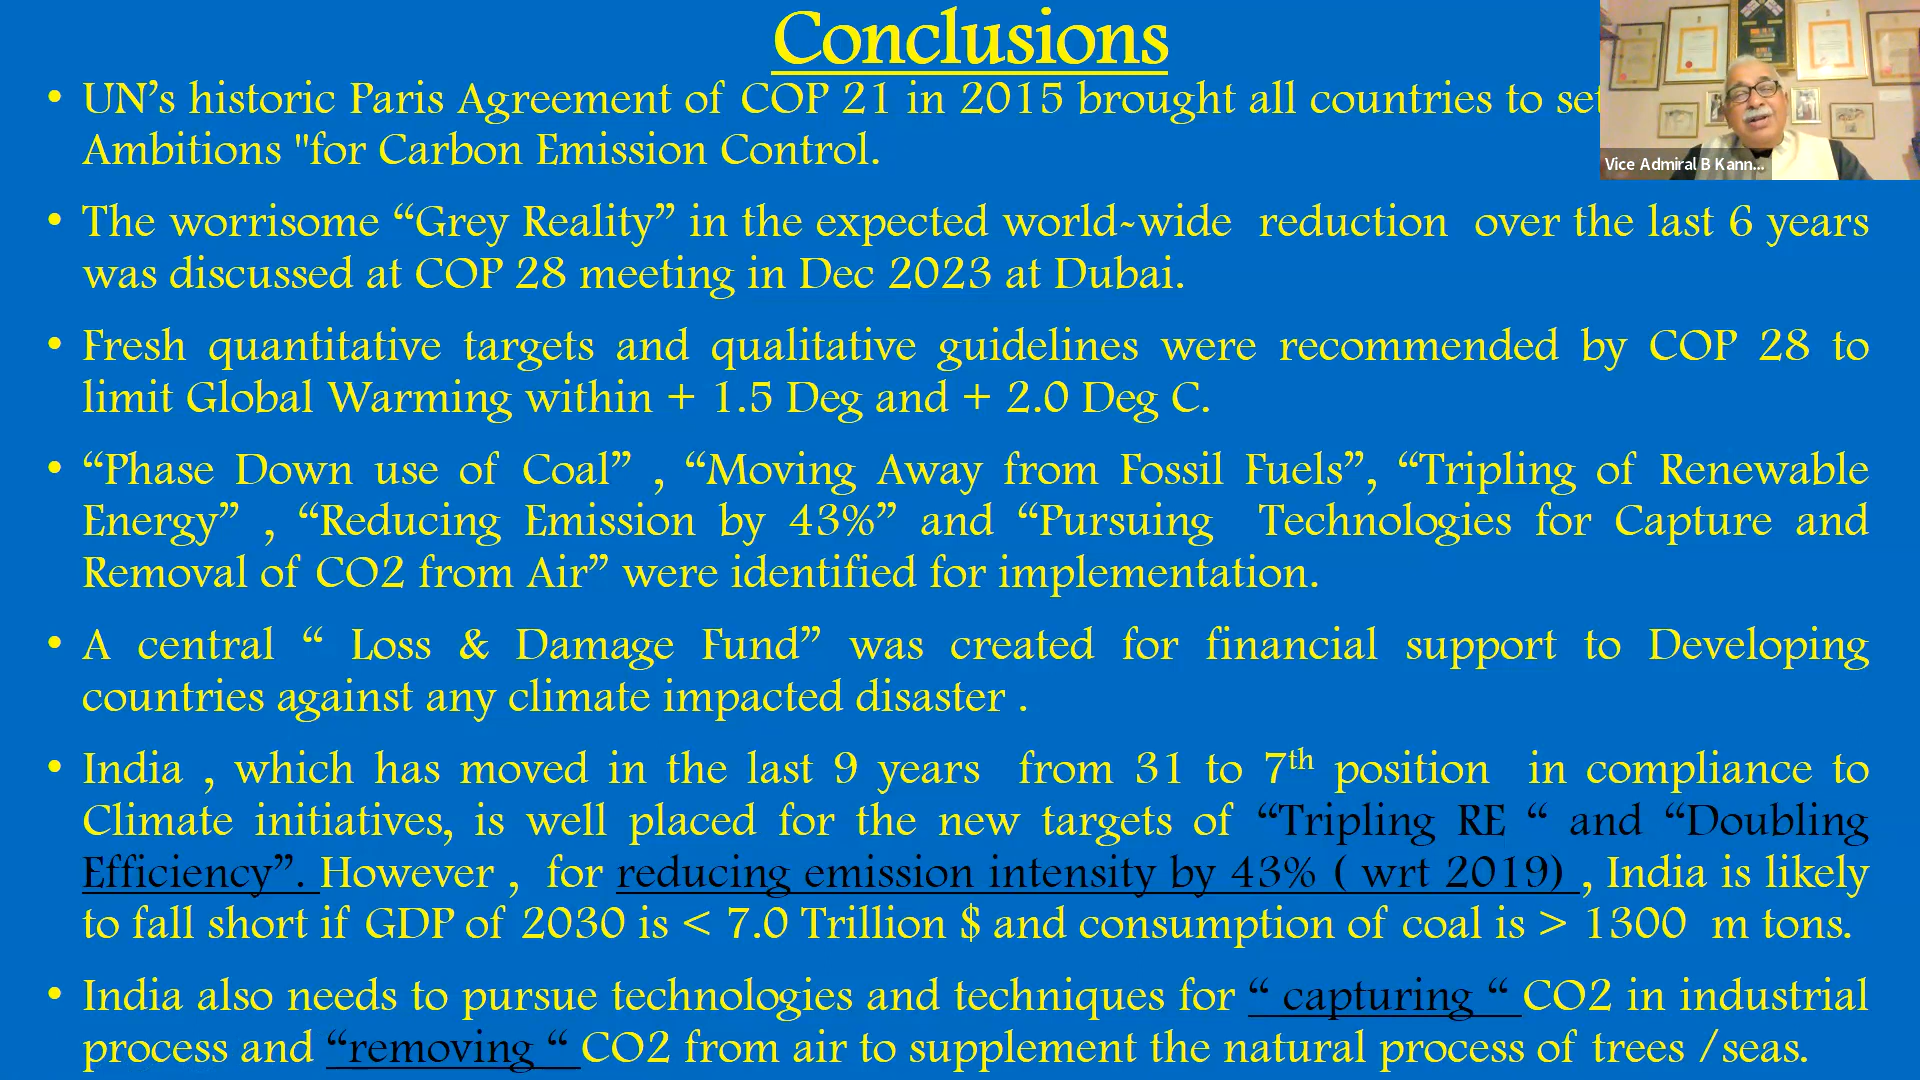 Conclusions
• UN’s historic Paris Agreement of COP 21 in 2015 brought all countries to set
Ambitions "for Carbon Emission Control.
• The worrisome “Grey Reality” in the expected world-wide reduction over the last 6 years
was discussed at COP 28 meeting in Dec 2023 at Dubai.
• Fresh quantitative targets and qualitative guidelines were recommended by COP 28 to
limit Global Warming within + 1.5 Deg and + 2.0 Deg C.
• “Phase Down use of Coal” , “Moving Away from Fossil Fuels”, “Tripling of Renewable
Energy” , “Reducing Emission by 43%” and “Pursuing Technologies for Capture and
Removal of CO2 from Air” were identified for implementation.
• A central “ Loss & Damage Fund” was created for financial support to Developing
countries against any climate impacted disaster .
• India , which has moved in the last 9 years from 31 to 7th position in compliance to
Climate initiatives, is well placed for the new targets of “Tripling RE “ and “Doubling
Efficiency”. However , for reducing emission intensity by 43% ( wrt 2019) , India is likely
to fall short if GDP of 2030 is < 7.0 Trillion $ and consumption of coal is > 1300 m tons.
• India also needs to pursue technologies and techniques for “ capturing “ CO2 in industrial
process and “removing “ CO2 from air to supplement the natural process of trees /seas.
Vice Admiral B Kann...